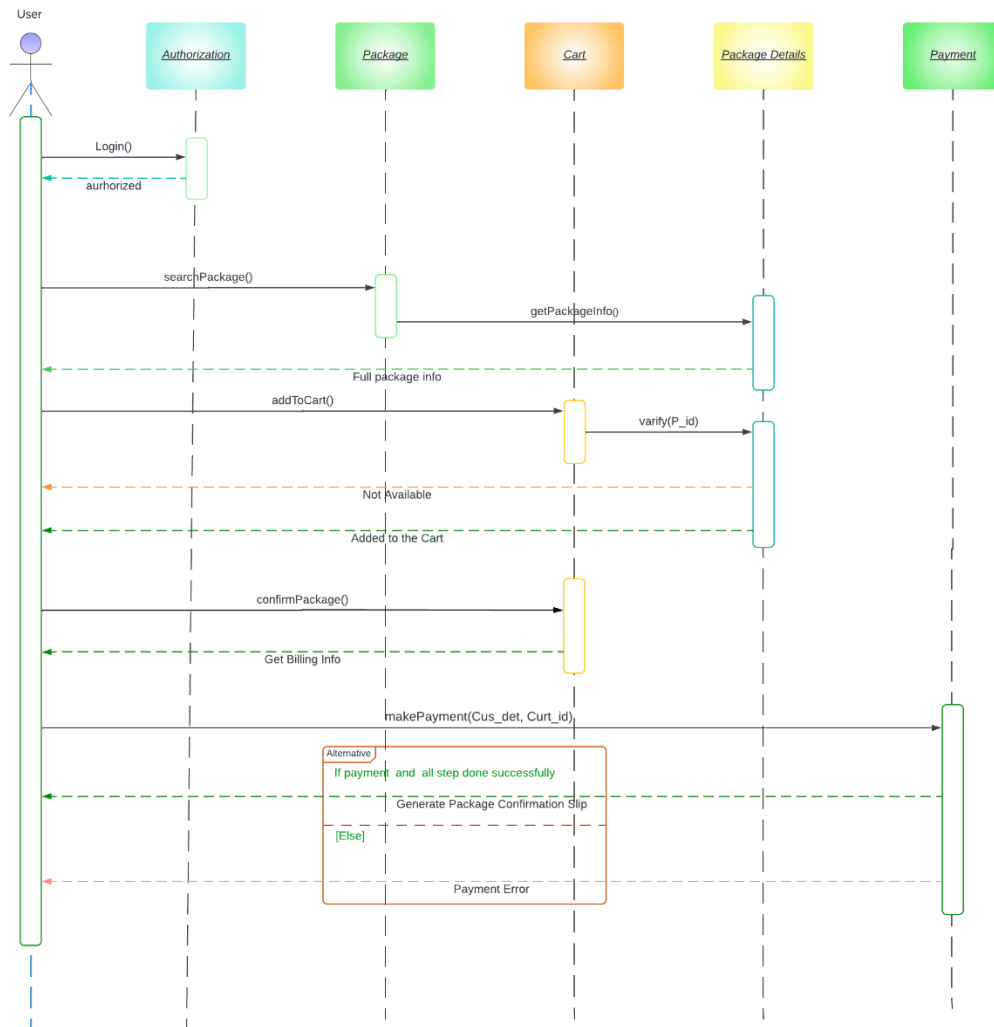 User
Authorization
Package
Cart
Package Details
Payment
Login()
aurhorized
searchPackage()
getPackageInfo()
Full package info
addToCart()
varify(P_id)
Not Available
Added to the Cart
confirmPackage()
Get Billing Info
makePayment(Cus_det, Curt_id)
Alternative
If payment and all step done successfully
Generate Package Confirmation Slip
[Else]
Payment Error